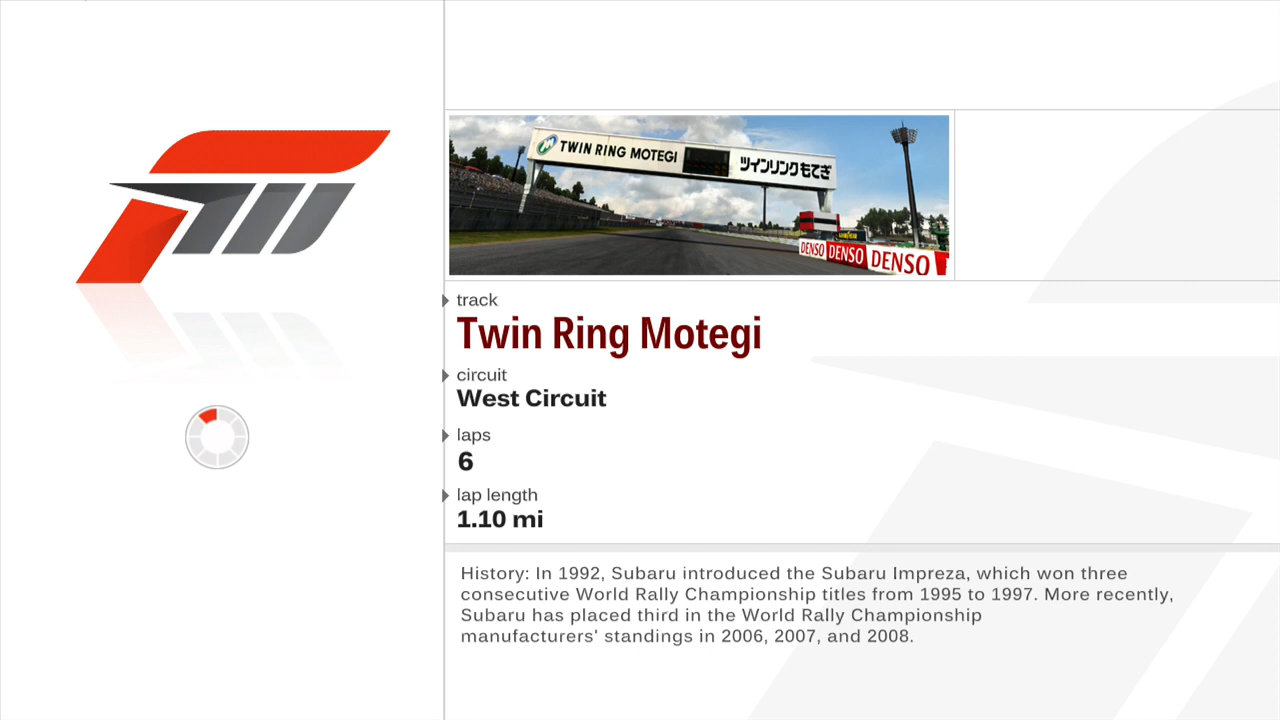 TWIN RING MOTEGI ツインリンクもてぎ
DENSO DENSO DENSO
track
Twin Ring Motegi
circuit
West Circuit
laps
6
lap length
1.10 mi
History: In 1992, Subaru introduced the Subaru Impreza, which won three
consecutive World Rally Championship titles from 1995 to 1997. More recently,
Subaru has placed third in the World Rally Championship
manufacturers' standings in 2006, 2007, and 2008.